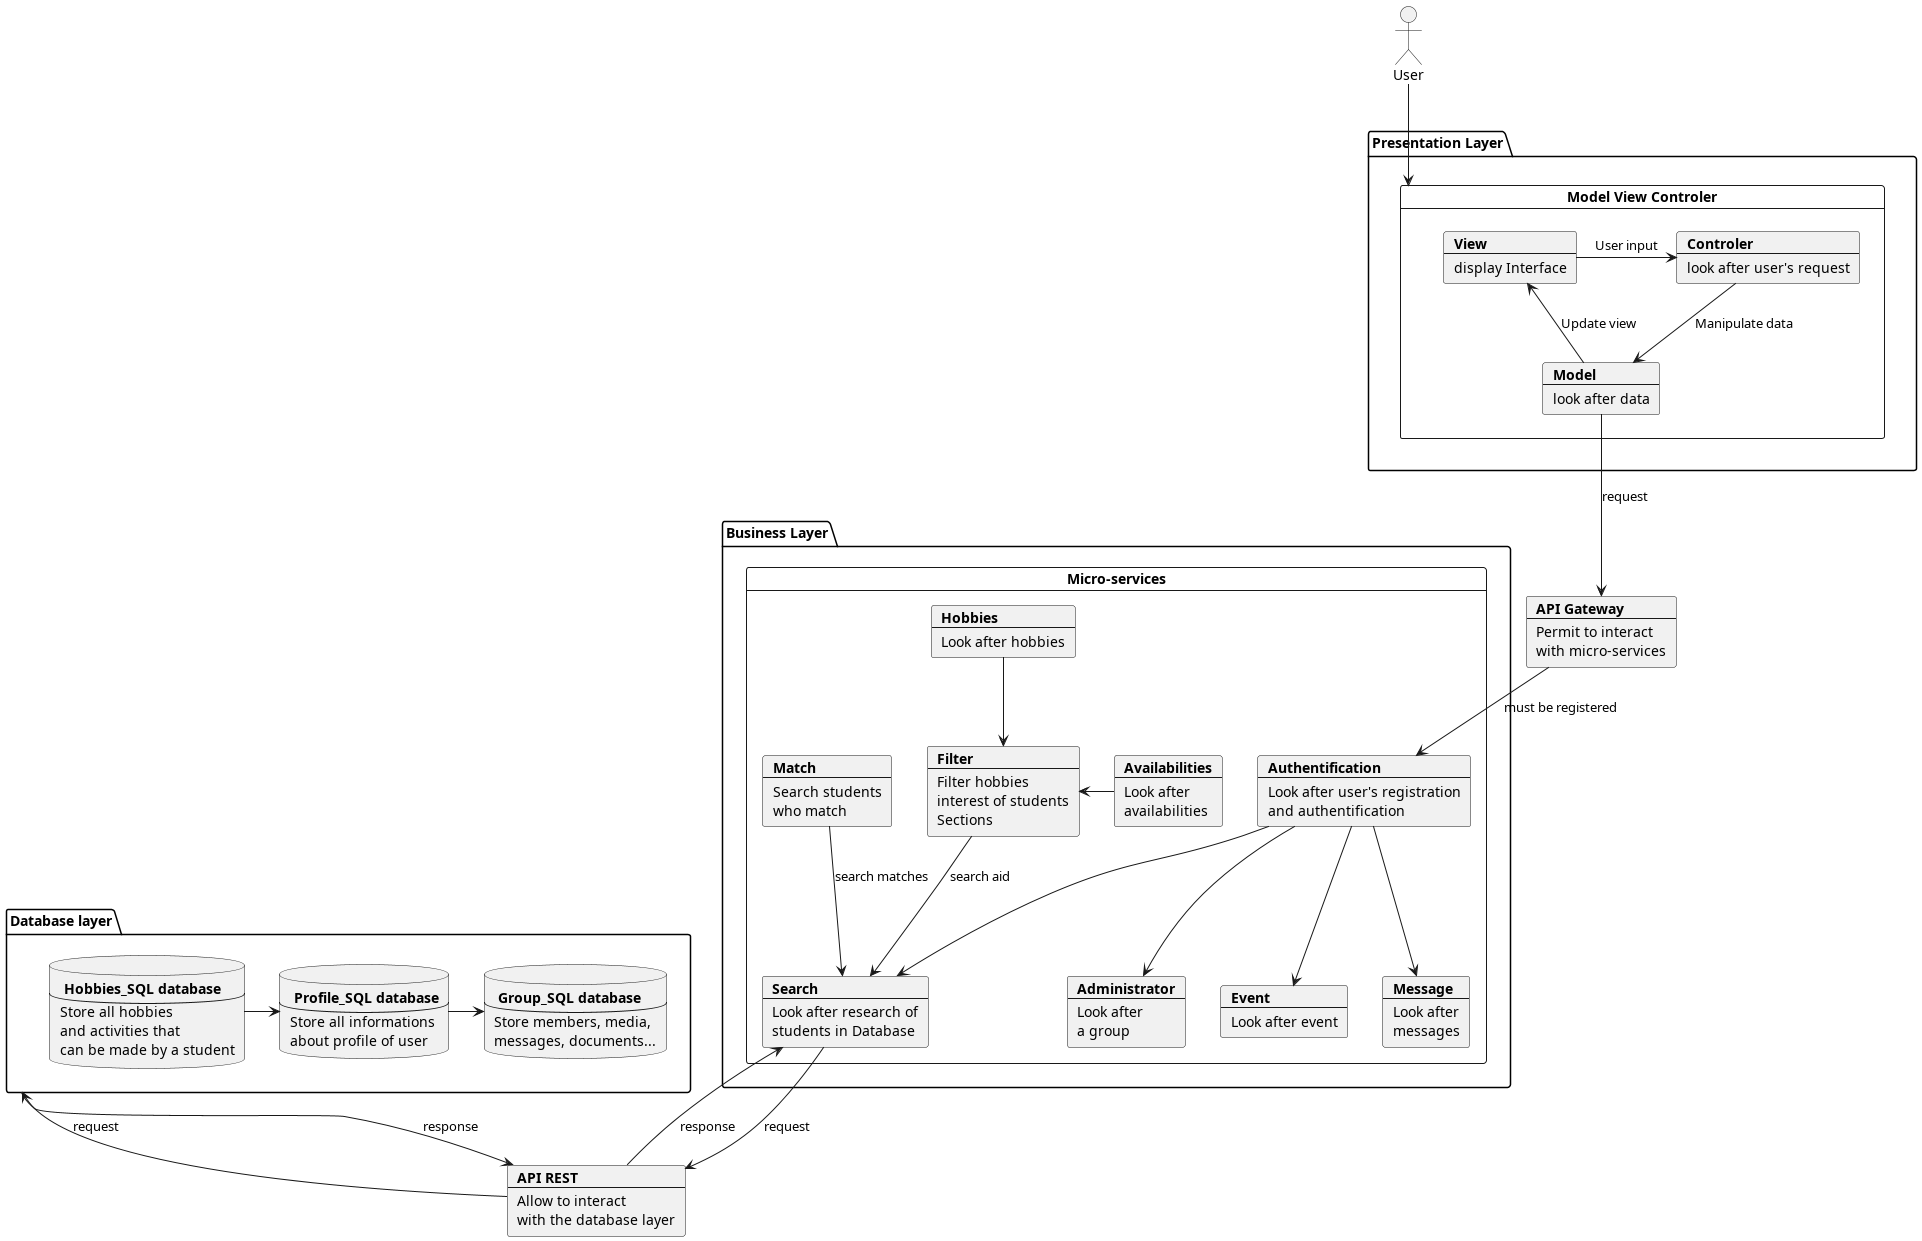 User
Presentation Layer
Model View Controler
View
display Interface
User input
Controler
look after user's request
Update view
Manipulate data
Model
look after data
request
Business Layer
Micro-services
Hobbies
Look after hobbies
API Gateway
Permit to interact
with micro-services
must be registered
Match
Search students
who match
Filter
Filter hobbies
interest of students
Sections
Availabilities
Look after
availabilities
Authentification
Look after user's registration
and authentification
search matches
search aid
Database layer
Hobbies_SQL database
Store all hobbies
and activities that
can be made by a student
Profile_SQL database
Store all informations
about profile of user
Group_SQL database
Store members, media,
messages, documents...
Search
Look after research of
students in Database
Administrator
Look after
a group
Event
Look after event
Message
Look after
messages
request
response
response
request
API REST
Allow to interact
with the database layer